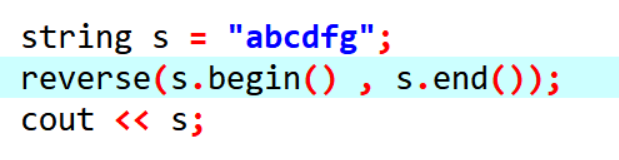 string s = "abcdfg";
reverse(s.begin() , s.end());
cout << s;